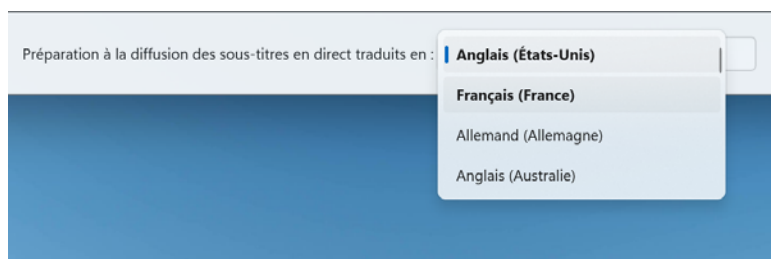 Préparation à la diffusion des sous-titres en direct traduits en :
Anglais (États-Unis)
Français (France)
Allemand (Allemagne)
Anglais (Australie)